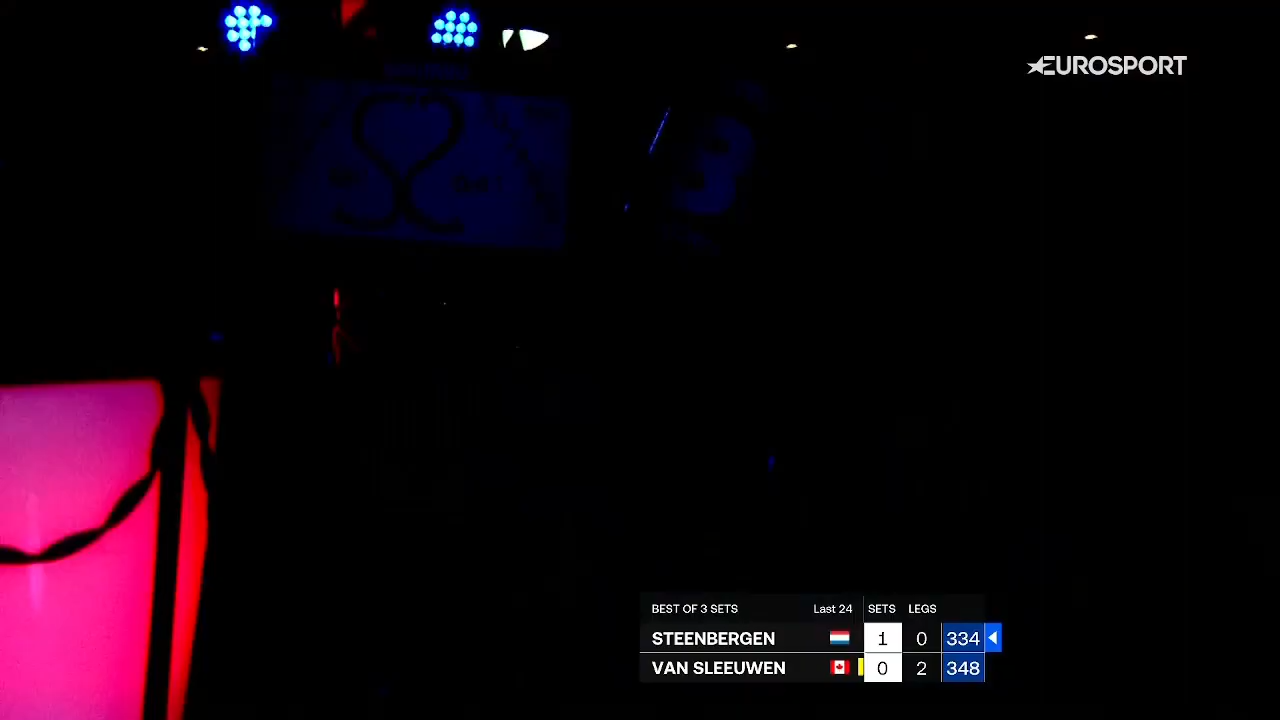 EUROSPORT
BEST OF 3 SETS Last 24 SETS LEGS
STEENBERGEN 1 0 334
VAN SLEEUWEN 0 2 348